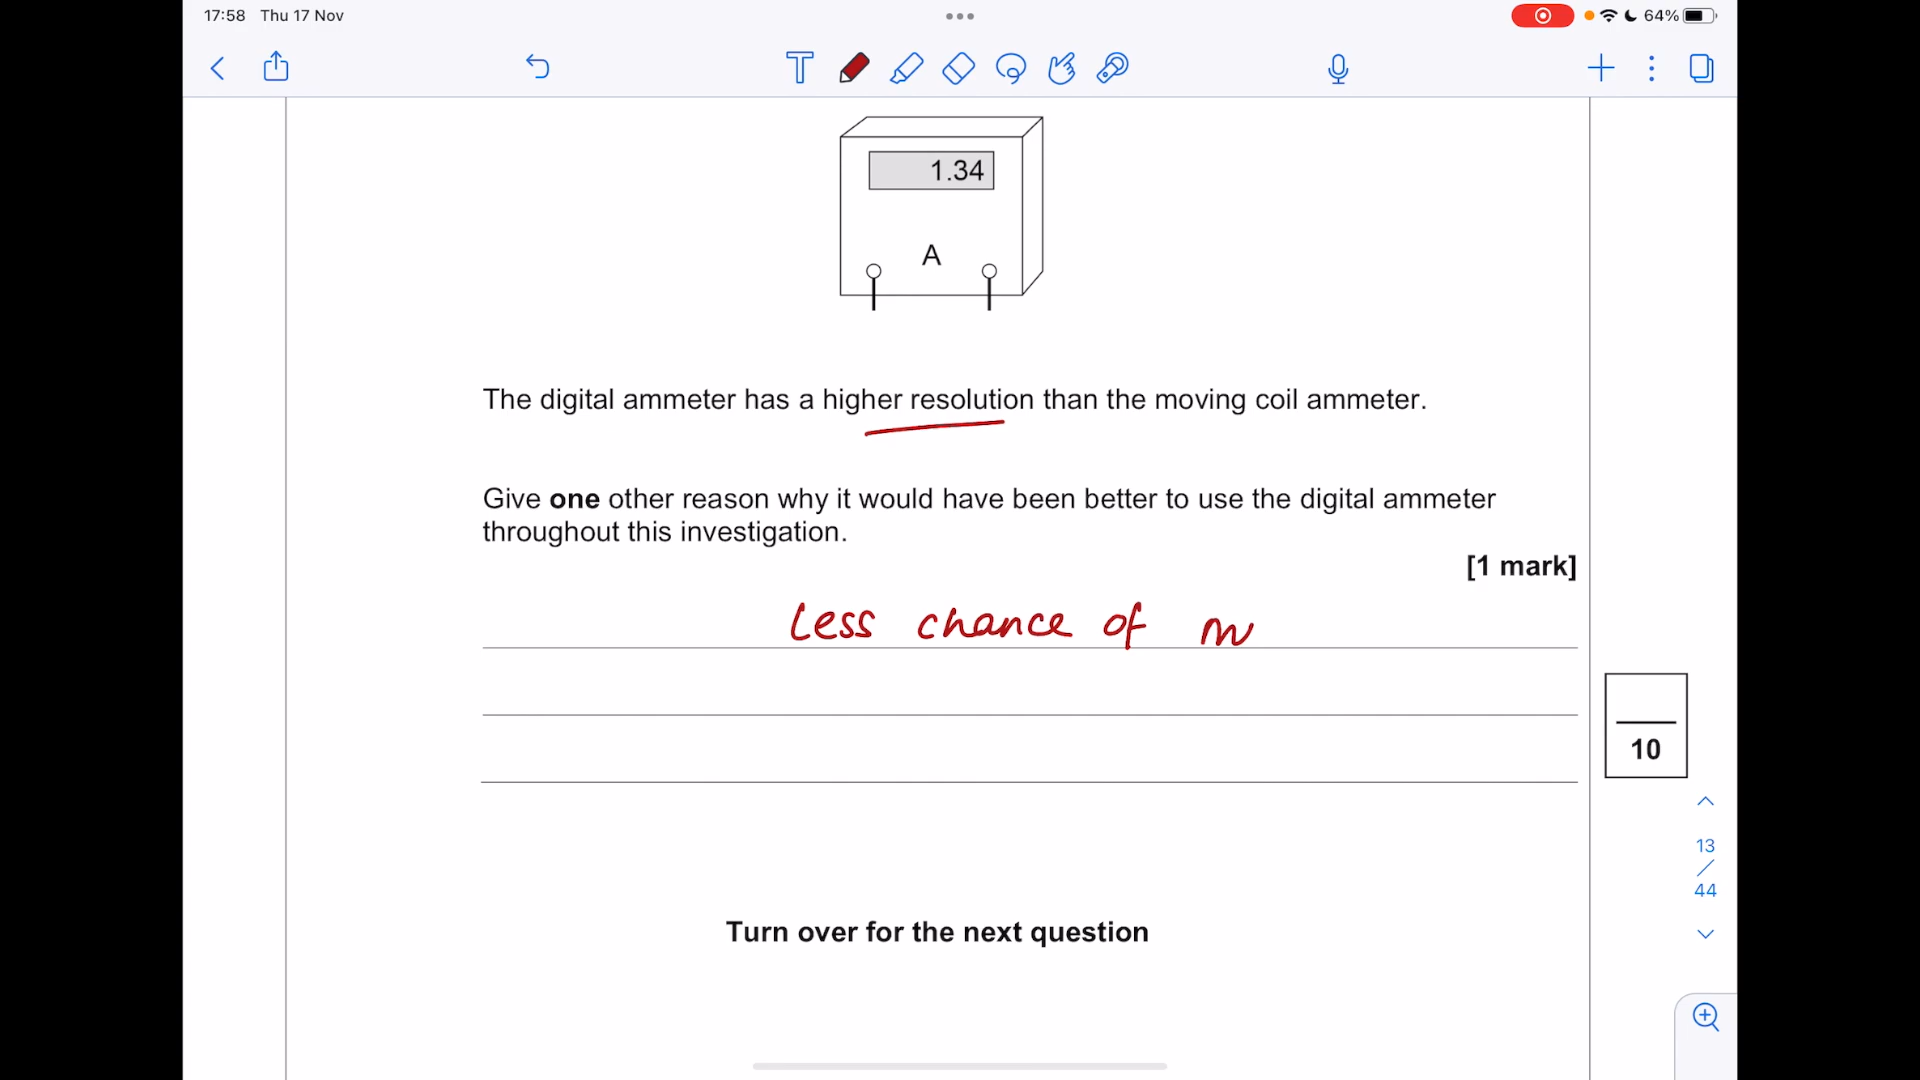 17:58 Thu 17 Nov
64%
T
1.34
A
The digital ammeter has a higher resolution than the moving coil ammeter.
Give one other reason why it would have been better to use the digital ammeter
throughout this investigation.
[1 mark]
Less chance of m
10
13
/
44
Turn over for the next question